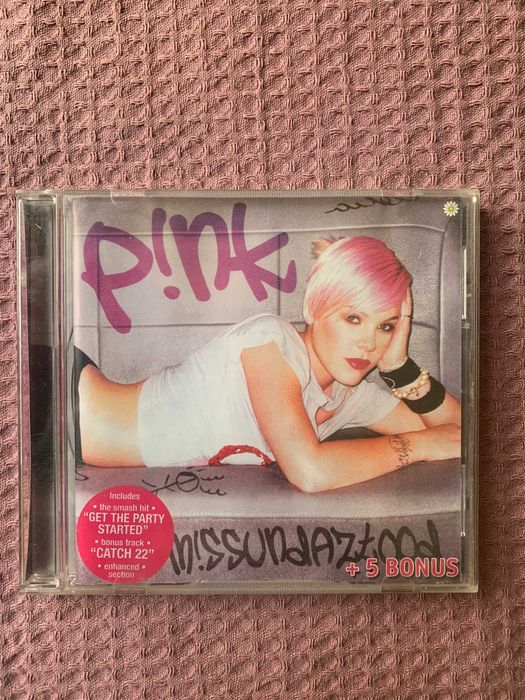 P!nk
Includes
• the smash hit •
"GET THE PARTY
STARTED"
• bonus track •
"CATCH 22"
• enhanced •
section
m!ssundaztood
+ 5 BONUS